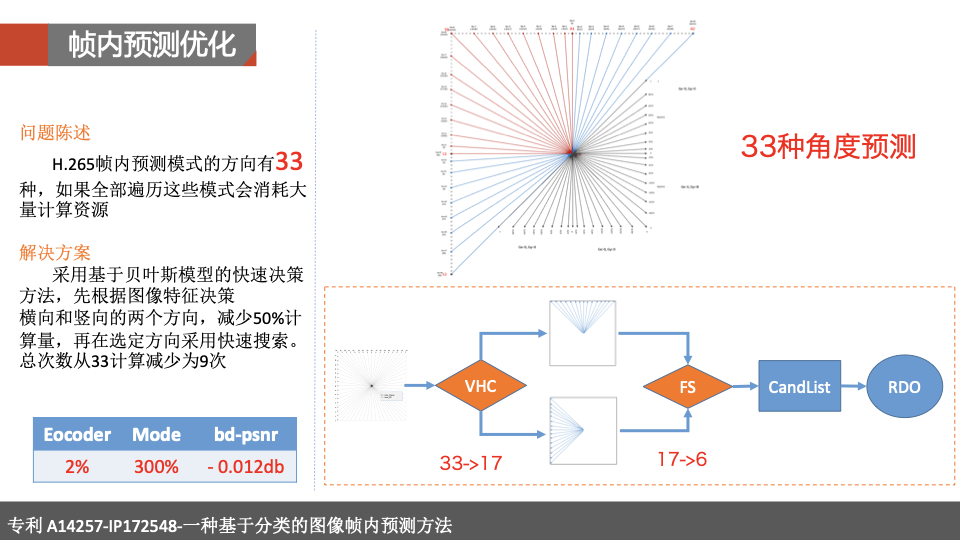 帧内预测优化
问题陈述
H.265帧内预测模式的方向有33
种，如果全部遍历这些模式会消耗大
量计算资源
解决方案
采用基于贝叶斯模型的快速决策
方法，先根据图像特征决策
横向和竖向的两个方向，减少50%计
算量，再在选定方向采用快速搜索。
总次数从33计算减少为9次
Eocoder Mode bd-psnr
2% 300% - 0.012db
33种角度预测
VHC
FS
CandList
RDO
33->17
17->6
专利 A14257-IP172548-一种基于分类的图像帧内预测方法